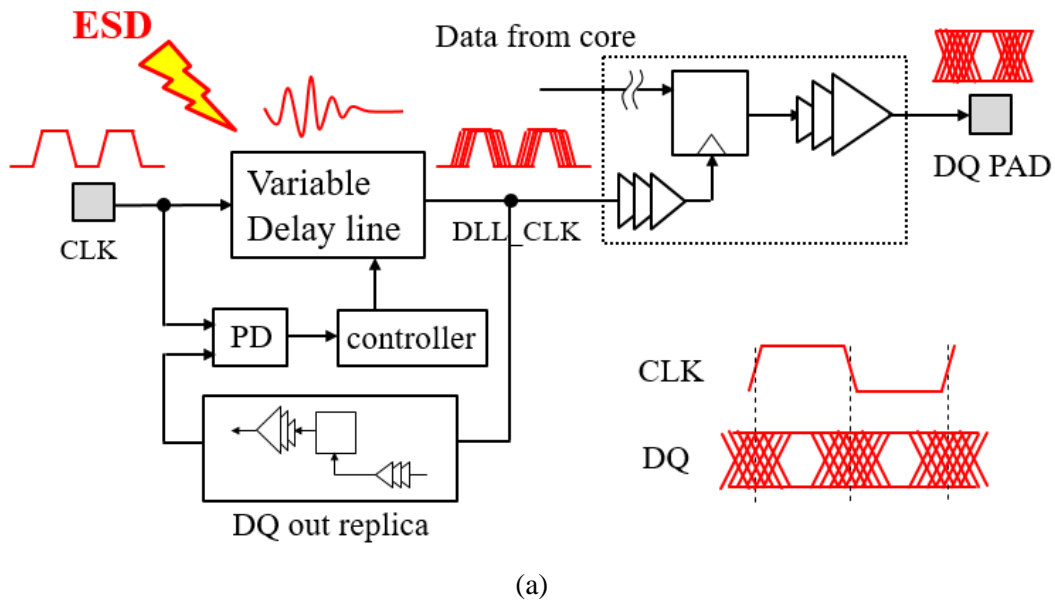 ESD
Data from core
Variable
Delay line
CLK
DLL_CLK
DQ PAD
PD
controller
DQ out replica
CLK
DQ
(a)